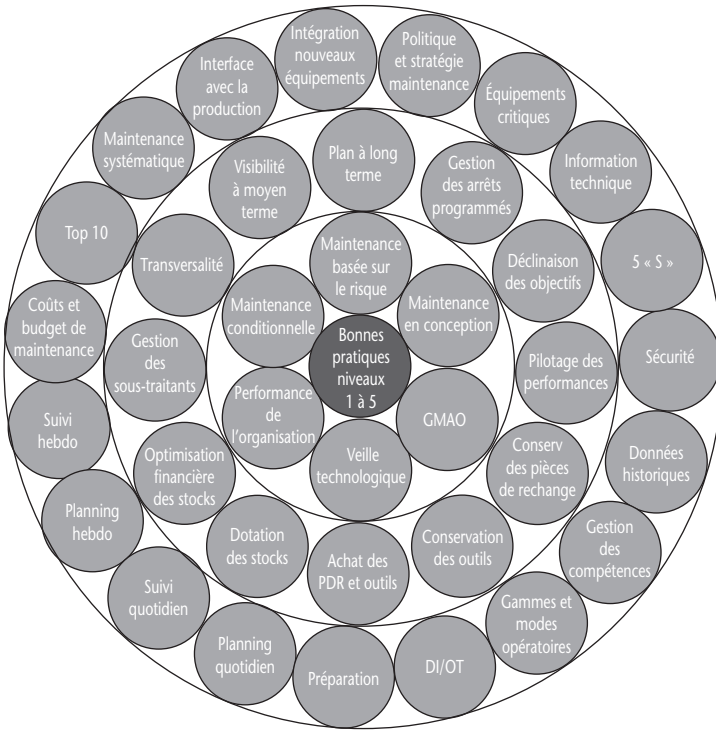 Intégration
nouveaux
équipements
Politique
et stratégie
maintenance
Équipements
critiques
Information
technique
5 « S »
Sécurité
Données
historiques
Gestion
des
compétences
Gammes et
modes
opératoires
DI/OT
Préparation
Planning
quotidien
Suivi
quotidien
Planning
hebdo
Suivi
hebdo
Coûts et
budget de
maintenance
Top 10
Maintenance
systématique
Interface
avec la
production
Plan à long
terme
Gestion
des arrêts
programmés
Déclinaison
des objectifs
Pilotage des
performances
Conserv
des pièces
de rechange
Conservation
des outils
Achat des
PDR et outils
Dotation
des stocks
Optimisation
financière
des stocks
Gestion
des
sous-traitants
Transversalité
Visibilité
à moyen
terme
Maintenance
basée sur
le risque
Maintenance
en conception
GMAO
Veille
technologique
Performance
de
l'organisation
Maintenance
conditionnelle
Bonnes
pratiques
niveaux
1 à 5